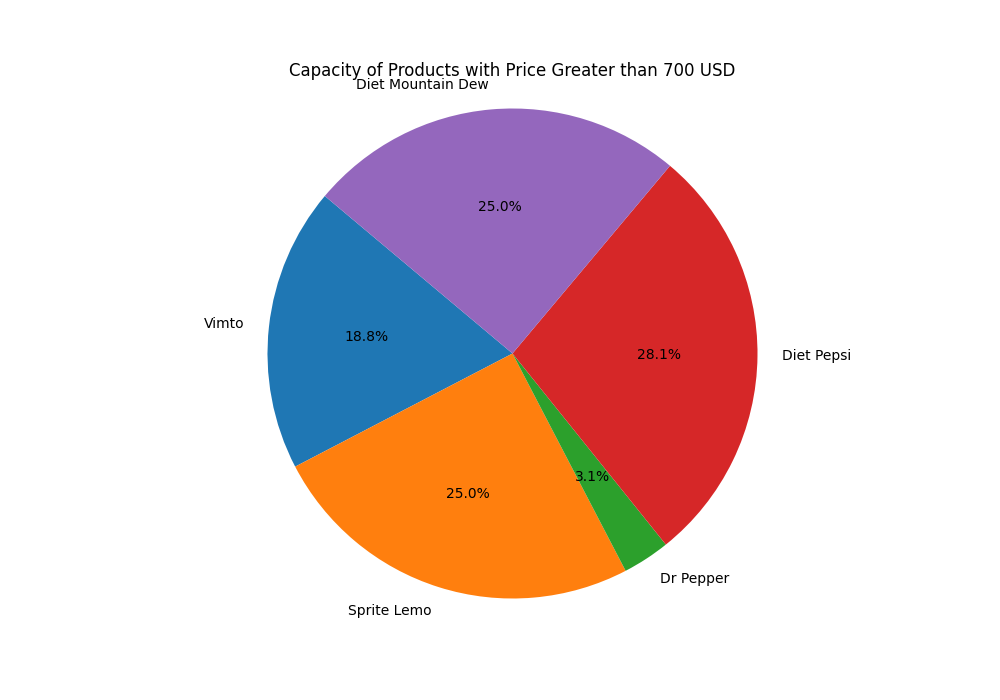 Capacity of Products with Price Greater than 700 USD
Diet Mountain Dew
25.0%
Vimto
18.8%
Diet Pepsi
28.1%
Sprite Lemo
25.0%
Dr Pepper
3.1%